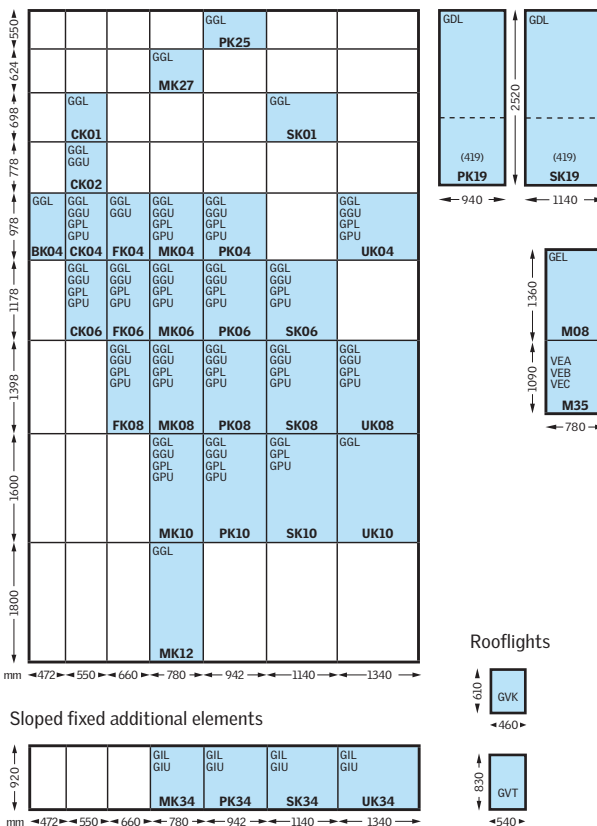 550
GGL
PK25
624
GGL
MK27
698
GGL
CK01
GGL
SK01
778
GGL
GGU
CK02
978
GGL
BK04
GGL
GGU
GPL
GPU
CK04
GGL
GGU
FK04
GGL
GGU
GPL
GPU
MK04
GGL
GGU
GPL
GPU
PK04
GGL
GGU
GPL
GPU
UK04
1178
GGL
GGU
GPL
GPU
CK06
GGL
GGU
GPL
GPU
FK06
GGL
GGU
GPL
GPU
MK06
GGL
GGU
GPL
GPU
PK06
GGL
GGU
GPL
GPU
SK06
1398
GGL
GGU
GPL
GPU
FK08
GGL
GGU
GPL
GPU
MK08
GGL
GGU
GPL
GPU
PK08
GGL
GGU
GPL
GPU
SK08
GGL
GGU
GPL
GPU
UK08
1600
GGL
GGU
GPL
GPU
MK10
GGL
GGU
GPL
GPU
PK10
GGL
GPL
GPU
SK10
GGL
UK10
1800
GGL
MK12
mm 472 550 660 780 942 1140 1340
GDL
(419)
PK19
2520
GDL
(419)
SK19
940
1140
1360
GEL
M08
1090
VEA
VEB
VEC
M35
780
Rooflights
610
GVK
460
830
GVT
540
Sloped fixed additional elements
920
GIL
GIU
MK34
GIL
GIU
PK34
GIL
GIU
SK34
GIL
GIU
UK34
mm 472 550 660 780 942 1140 1340